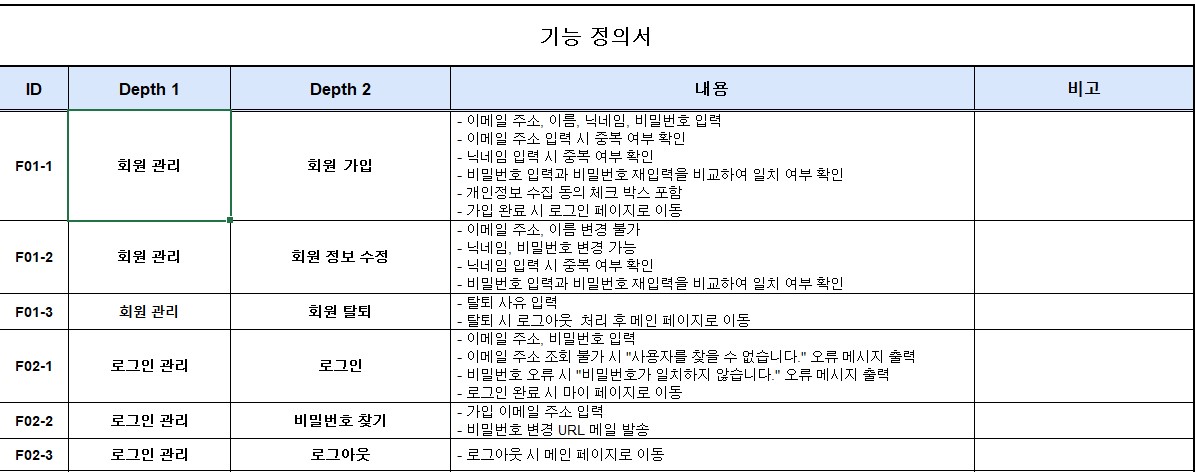 기능 정의서
ID Depth 1 Depth 2 내용 비고
F01-1 회원 관리 회원 가입
- 이메일 주소, 이름, 닉네임, 비밀번호 입력
- 이메일 주소 입력 시 중복 여부 확인
- 닉네임 입력 시 중복 여부 확인
- 비밀번호 입력과 비밀번호 재입력을 비교하여 일치 여부 확인
- 개인정보 수집 동의 체크 박스 포함
- 가입 완료 시 로그인 페이지로 이동
F01-2 회원 관리 회원 정보 수정
- 이메일 주소, 이름 변경 불가
- 닉네임, 비밀번호 변경 가능
- 닉네임 입력 시 중복 여부 확인
- 비밀번호 입력과 비밀번호 재입력을 비교하여 일치 여부 확인
F01-3 회원 관리 회원 탈퇴
- 탈퇴 사유 입력
- 탈퇴 시 로그아웃 처리 후 메인 페이지로 이동
F02-1 로그인 관리 로그인
- 이메일 주소, 비밀번호 입력
- 이메일 주소 조회 불가 시 "사용자를 찾을 수 없습니다." 오류 메시지 출력
- 비밀번호 오류 시 "비밀번호가 일치하지 않습니다." 오류 메시지 출력
- 로그인 완료 시 마이 페이지로 이동
F02-2 로그인 관리 비밀번호 찾기
- 가입 이메일 주소 입력
- 비밀번호 변경 URL 메일 발송
F02-3 로그인 관리 로그아웃
- 로그아웃 시 메인 페이지로 이동